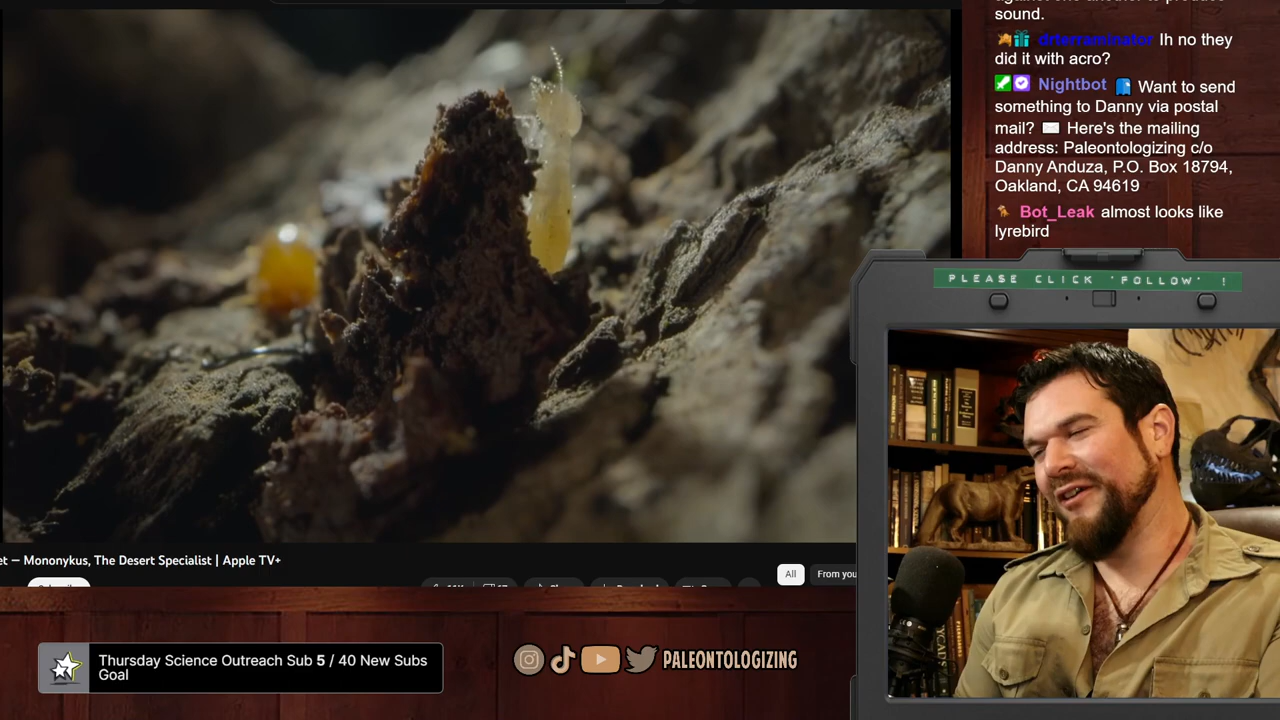 sound.
drterraminator Ih no they
did it with acro?
Nightbot Want to send
something to Danny via postal
mail? Here's the mailing
address: Paleontologizing c/o
Danny Anduza, P.O. Box 18794,
Oakland, CA 94619
Bot_Leak almost looks like
lyrebird
PLEASE CLICK "FOLLOW" !
et — Mononykus, The Desert Specialist | Apple TV+
All
From you
Thursday Science Outreach Sub 5 / 40 New Subs
Goal
PALEONTOLOGIZING